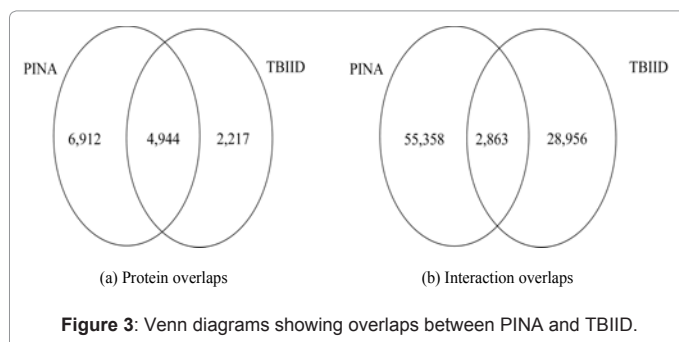 PINA
TBIID
6,912
4,944
2,217
(a) Protein overlaps
PINA
TBIID
55,358
2,863
28,956
(b) Interaction overlaps
Figure 3: Venn diagrams showing overlaps between PINA and TBIID.